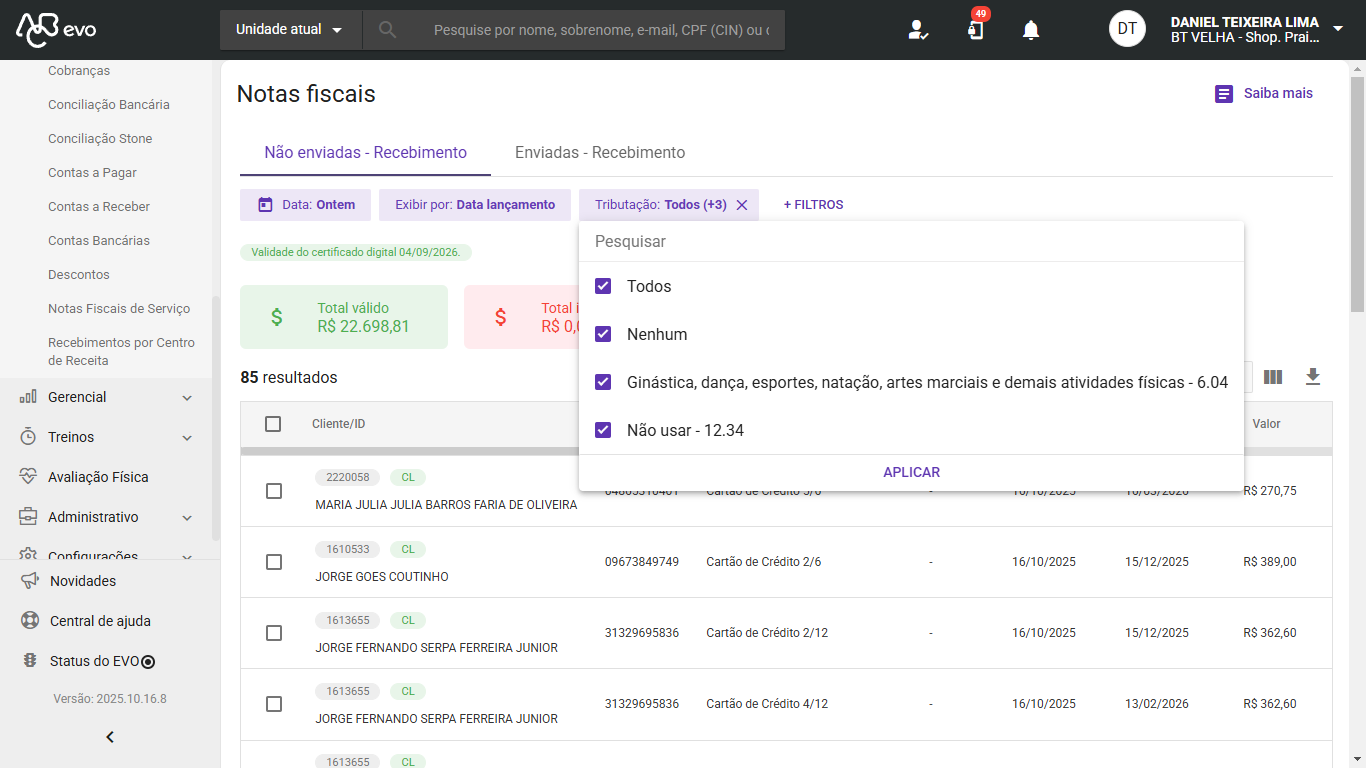 evo
Unidade atual
Pesquise por nome, sobrenome, e-mail, CPF (CIN) ou c
49
DT
DANIEL TEIXEIRA LIMA
BT VELHA - Shop. Prai...
Cobranças
Conciliação Bancária
Conciliação Stone
Contas a Pagar
Contas a Receber
Contas Bancárias
Descontos
Notas Fiscais de Serviço
Recebimentos por Centro
de Receita
Gerencial
Treinos
Avaliação Física
Administrativo
Configurações
Novidades
Central de ajuda
Status do EVO
Versão: 2025.10.16.8
Notas fiscais
Saiba mais
Não enviadas - Recebimento
Enviadas - Recebimento
Data: Ontem
Exibir por: Data lançamento
Tributação: Todos (+3)
+ FILTROS
Validade do certificado digital 04/09/2026.
Pesquisar
Todos
Nenhum
Ginástica, dança, esportes, natação, artes marciais e demais atividades físicas - 6.04
Não usar - 12.34
APLICAR
$
Total válido
R$ 22.698,81
$
Total i
R$ 0,0
85 resultados
Cliente/ID
Valor
2220058
CL
MARIA JULIA JULIA BARROS FARIA DE OLIVEIRA
R$ 270,75
1610533
CL
JORGE GOES COUTINHO
09673849749
Cartão de Crédito 2/6
-
16/10/2025
15/12/2025
R$ 389,00
1613655
CL
JORGE FERNANDO SERPA FERREIRA JUNIOR
31329695836
Cartão de Crédito 2/12
-
16/10/2025
15/12/2025
R$ 362,60
1613655
CL
JORGE FERNANDO SERPA FERREIRA JUNIOR
31329695836
Cartão de Crédito 4/12
-
16/10/2025
13/02/2026
R$ 362,60
1613655
CL